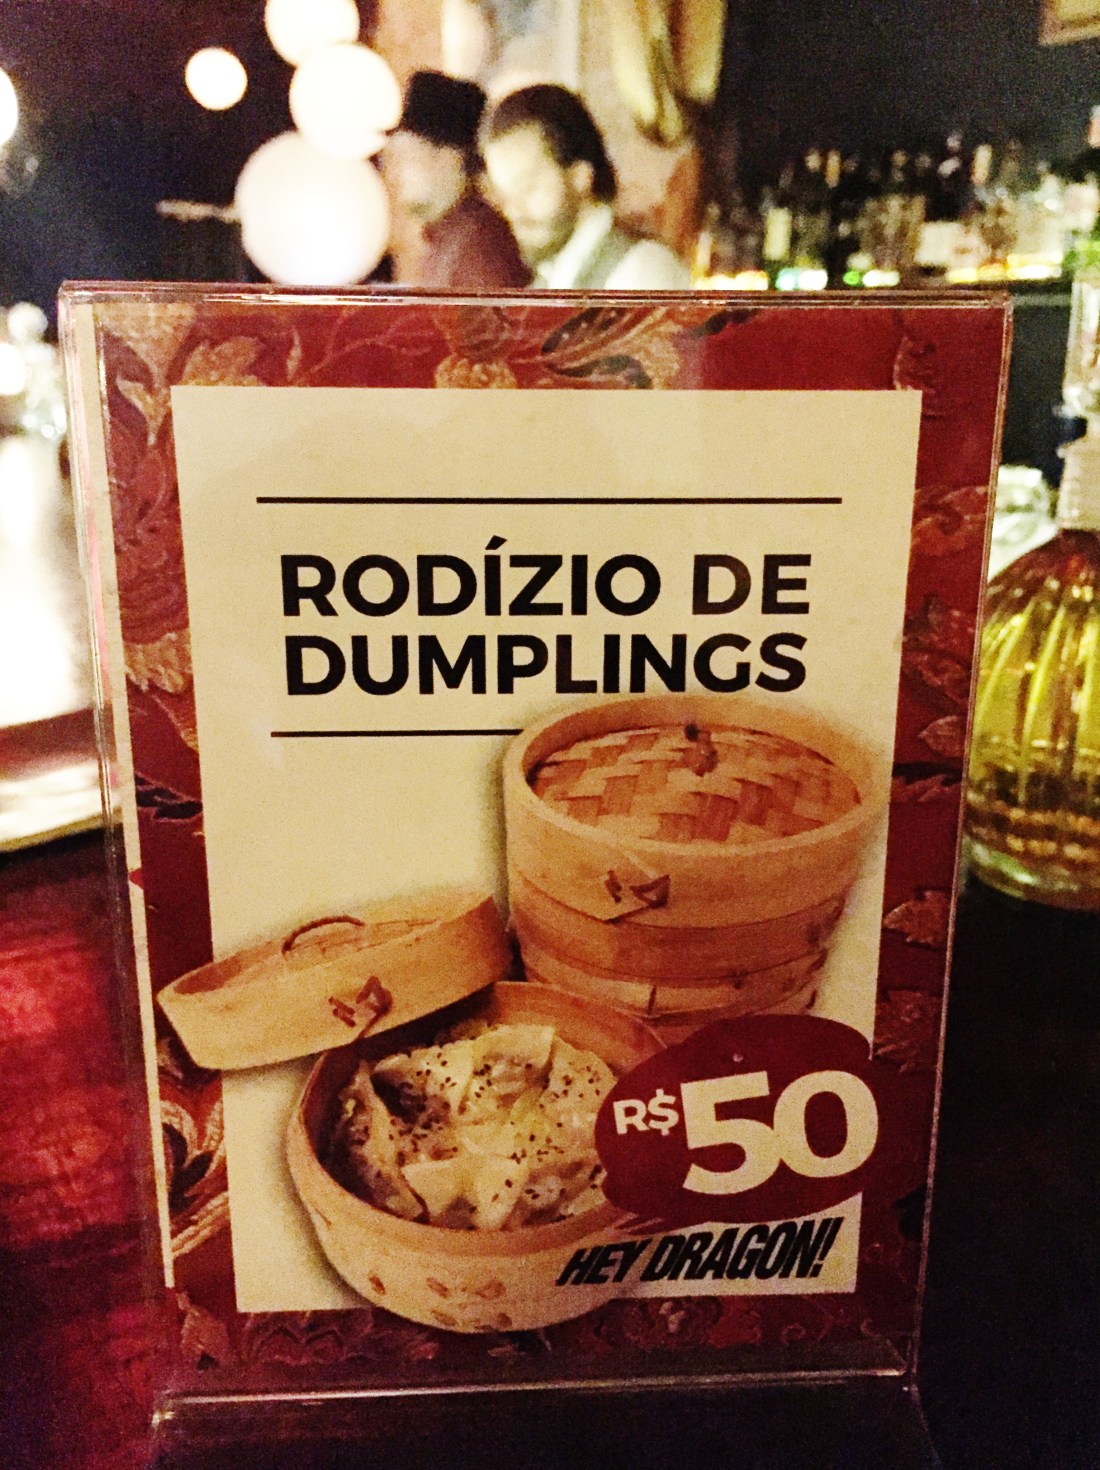 RODÍZIO DE
DUMPLINGS
R$50
HEY DRAGON!